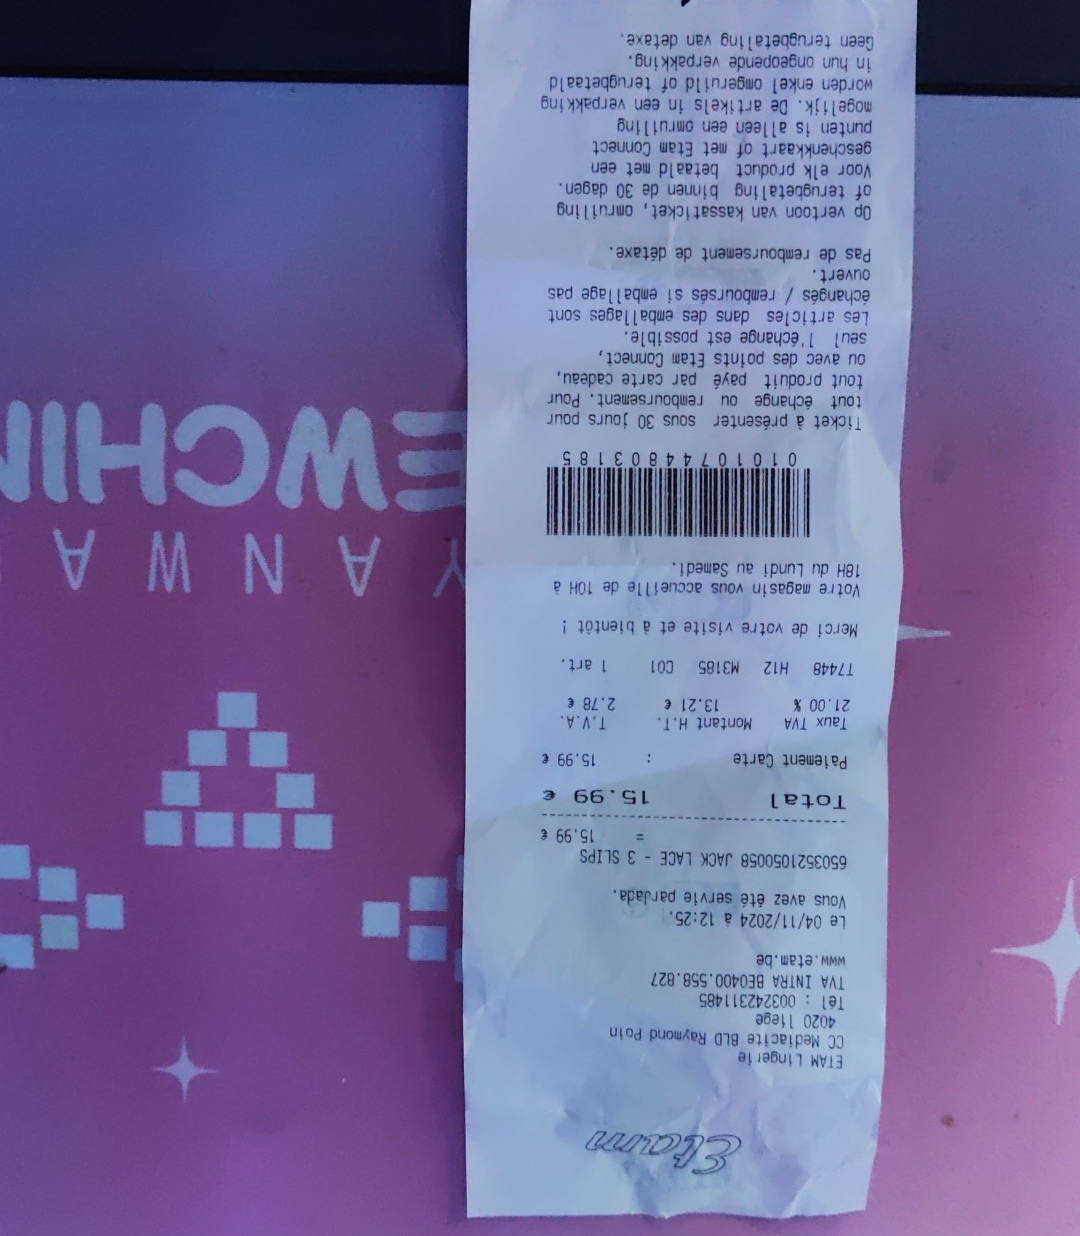 Etam
ETAM Lingerie
CC Mediacite BLD Raymond Poin
4020 liege
Tél : 003242311485
TVA INTRA BE0400.558.827
www.etam.be
Le 04/11/2024 à 12:25.
Vous avez été servie parJada.
6503521050058 JACK LACE - 3 SLIPS
= 15.99 €
Total 15.99 €
Paiement Carte : 15.99 €
Taux TVA Montant H.T. T.V.A.
21.00 % 13.21 € 2.78 €
T7448 H12 M3185 C01 1 art.
Merci de votre visite et à bientôt !
Votre magasin vous accueille de 10H à
18H du Lundi au Samedi.
01010744803185
Ticket à présenter sous 30 jours pour
tout échange ou remboursement. Pour
tout produit payé par carte cadeau,
ou avec des points Etam Connect,
seul l'échange est possible.
Les articles dans des emballages sont
échangés / remboursés si emballage pas
ouvert.
Pas de remboursement de détaxe.
Op vertoon van kassaticket, omruiling
of terugbetaling binnen de 30 dagen.
Voor elk product betaald met een
geschenkkaart of met Etam Connect
punten is alleen een omruiling
mogelijk. De artikels in een verpakking
worden enkel omgeruild of terugbetaald
in hun ongeopende verpakking.
Geen terugbetaling van detaxe.
AWNAY